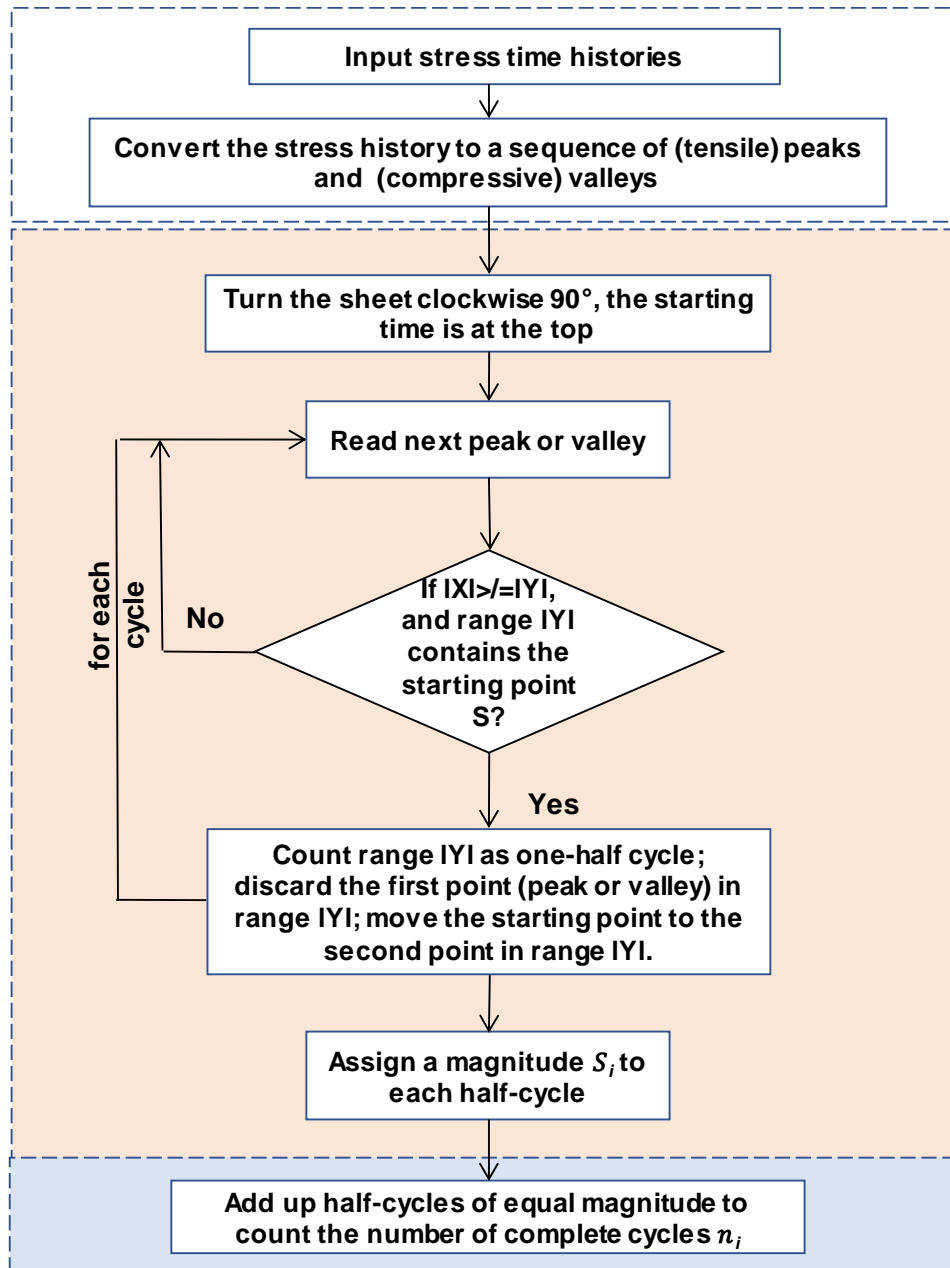 Input stress time histories
Convert the stress history to a sequence of (tensile) peaks
and (compressive) valleys
Turn the sheet clockwise 90°, the starting
time is at the top
Read next peak or valley
for each
cycle
No
If IXI>/=IYI,
and range IYI
contains the
starting point
S?
Yes
Count range IYI as one-half cycle;
discard the first point (peak or valley) in
range IYI; move the starting point to the
second point in range IYI.
Assign a magnitude S_i to
each half-cycle
Add up half-cycles of equal magnitude to
count the number of complete cycles n_i